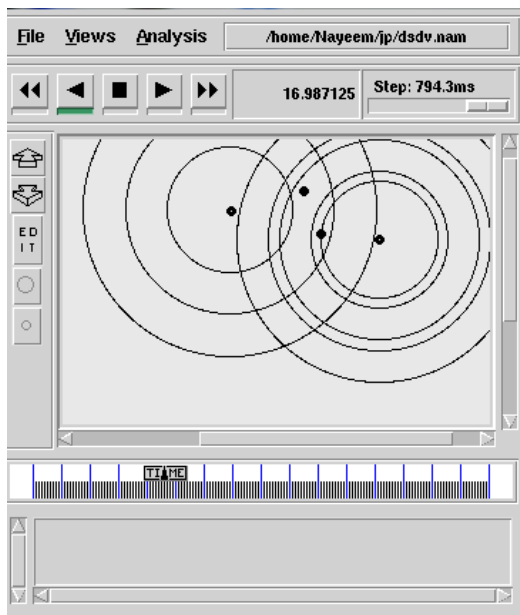 File Views Analysis /home/Nayeem/jp/dsdv.nam
16.987125 Step: 794.3ms
ED
IT
TIME